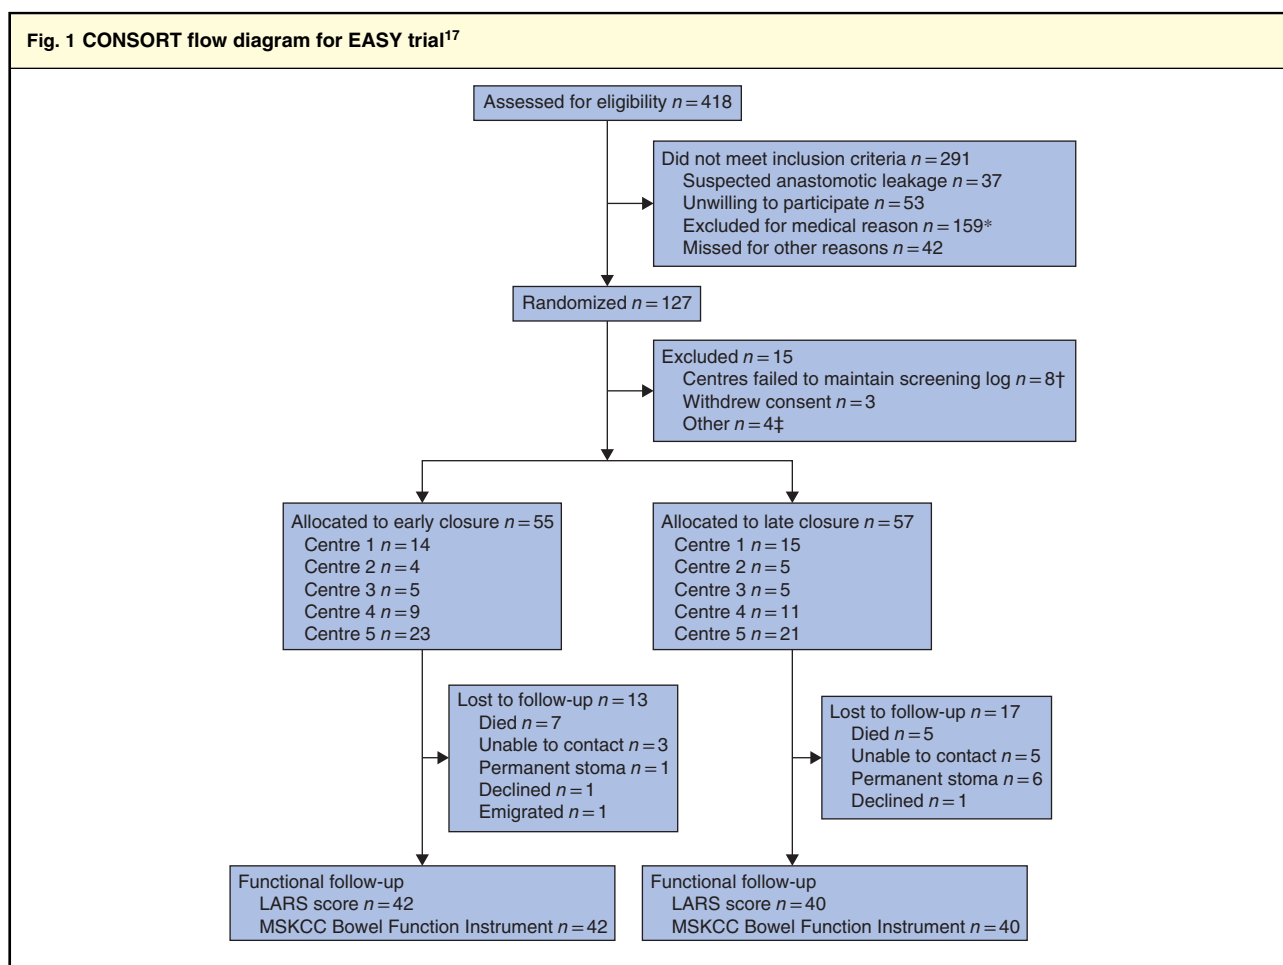 Fig. 1 CONSORT flow diagram for EASY trial17
Assessed for eligibility n = 418
Did not meet inclusion criteria n = 291
Suspected anastomotic leakage n = 37
Unwilling to participate n = 53
Excluded for medical reason n = 159*
Missed for other reasons n = 42
Randomized n = 127
Excluded n = 15
Centres failed to maintain screening log n = 8†
Withdrew consent n = 3
Other n = 4‡
Allocated to early closure n = 55
Centre 1 n = 14
Centre 2 n = 4
Centre 3 n = 5
Centre 4 n = 9
Centre 5 n = 23
Allocated to late closure n = 57
Centre 1 n = 15
Centre 2 n = 5
Centre 3 n = 5
Centre 4 n = 11
Centre 5 n = 21
Lost to follow-up n = 13
Died n = 7
Unable to contact n = 3
Permanent stoma n = 1
Declined n = 1
Emigrated n = 1
Lost to follow-up n = 17
Died n = 5
Unable to contact n = 5
Permanent stoma n = 6
Declined n = 1
Functional follow-up
LARS score n = 42
MSKCC Bowel Function Instrument n = 42
Functional follow-up
LARS score n = 40
MSKCC Bowel Function Instrument n = 40